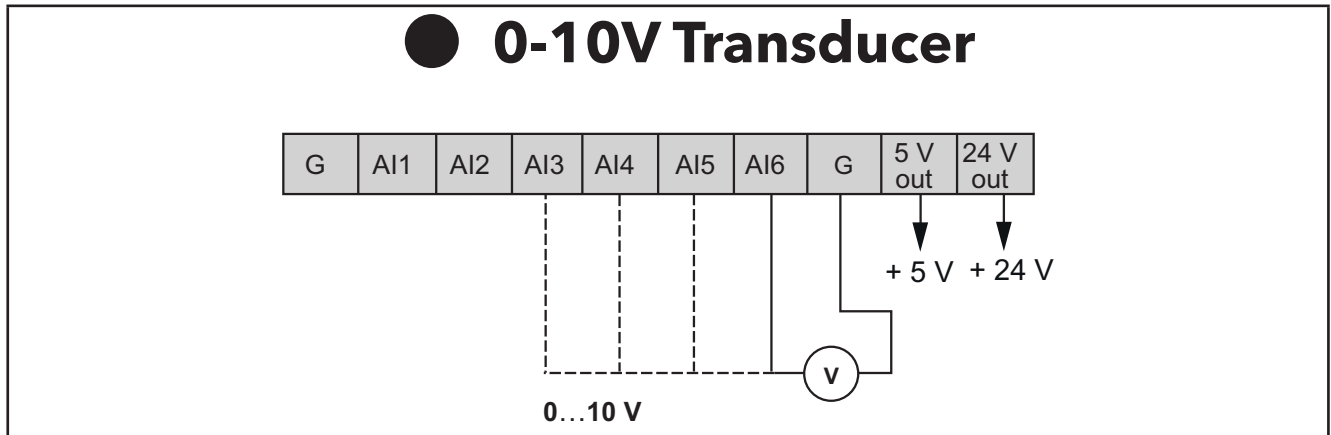 ● 0-10V Transducer
G AI1 AI2 AI3 AI4 AI5 AI6 G 5 V out 24 V out
+ 5 V + 24 V
V
0...10 V